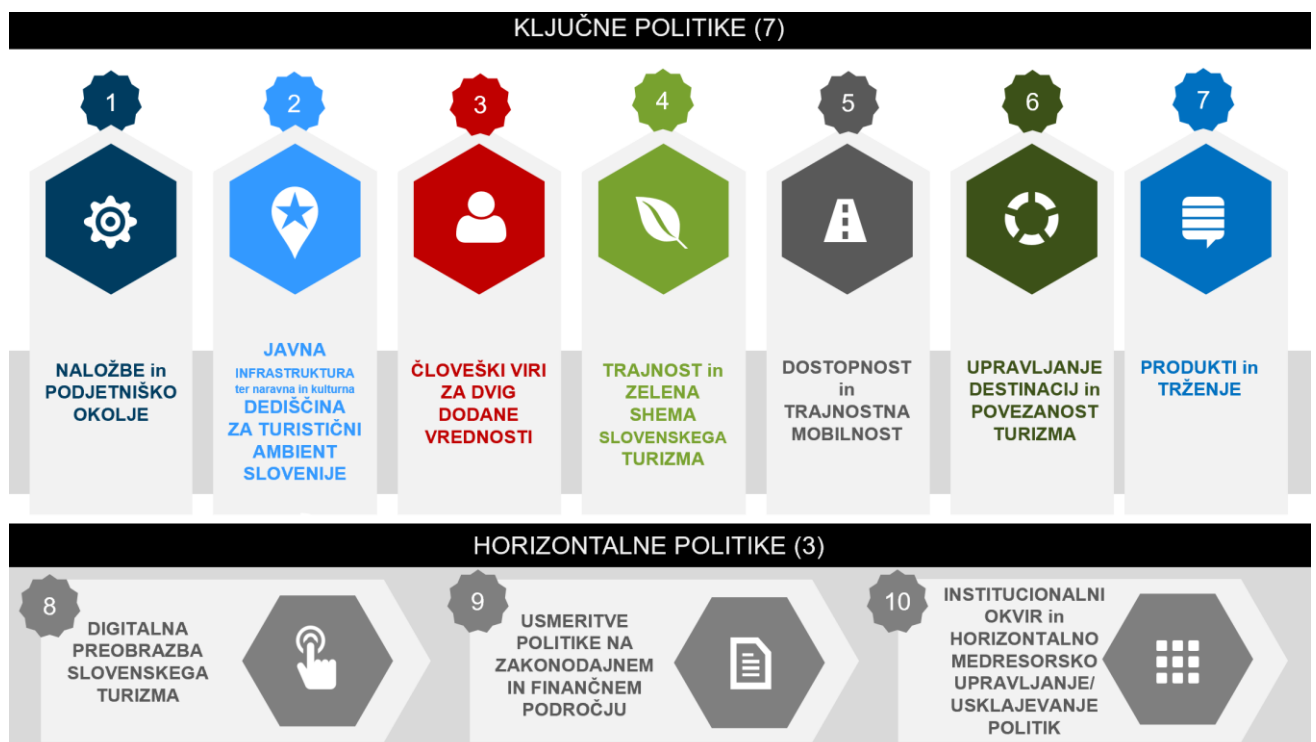 KLJUČNE POLITIKE (7)
1
2
3
4
5
6
7
NALOŽBE in
PODJETNIŠKO
OKOLJE
JAVNA
INFRASTRUKTURA
ter naravna in kulturna
DEDIŠČINA
ZA TURISTIČNI
AMBIENT
SLOVENIJE
ČLOVEŠKI VIRI
ZA DVIG
DODANE
VREDNOSTI
TRAJNOST in
ZELENA
SHEMA
SLOVENSKEGA
TURIZMA
DOSTOPNOST
in
TRAJNOSTNA
MOBILNOST
UPRAVLJANJE
DESTINACIJ in
POVEZANOST
TURIZMA
PRODUKTI in
TRŽENJE
HORIZONTALNE POLITIKE (3)
8
DIGITALNA
PREOBRAZBA
SLOVENSKEGA
TURIZMA
9
USMERITVE
POLITIKE NA
ZAKONODAJNEM
IN FINANČNEM
PODROČJU
10
INSTITUCIONALNI
OKVIR in
HORIZONTALNO
MEDRESORSKO
UPRAVLJANJE/
USKLAJEVANJE
POLITIK